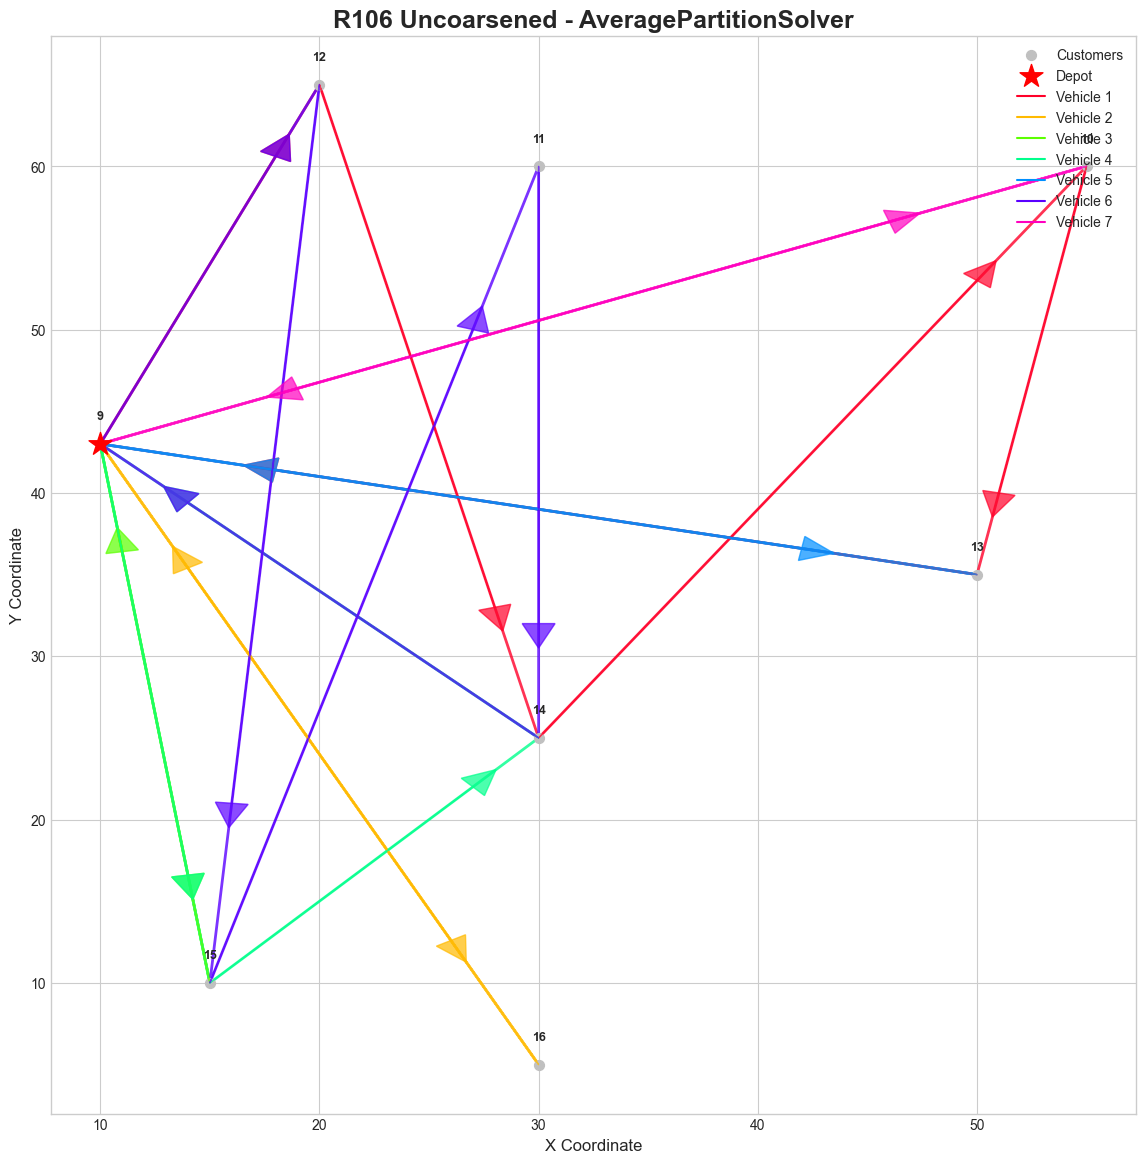 R106 Uncoarsened - AveragePartitionSolver
Customers
Depot
Vehicle 1
Vehicle 2
Vehicle 3
Vehicle 4
Vehicle 5
Vehicle 6
Vehicle 7
12
11
10
9
13
14
15
16
60
50
40
30
20
10
Y Coordinate
10
20
30
40
50
X Coordinate